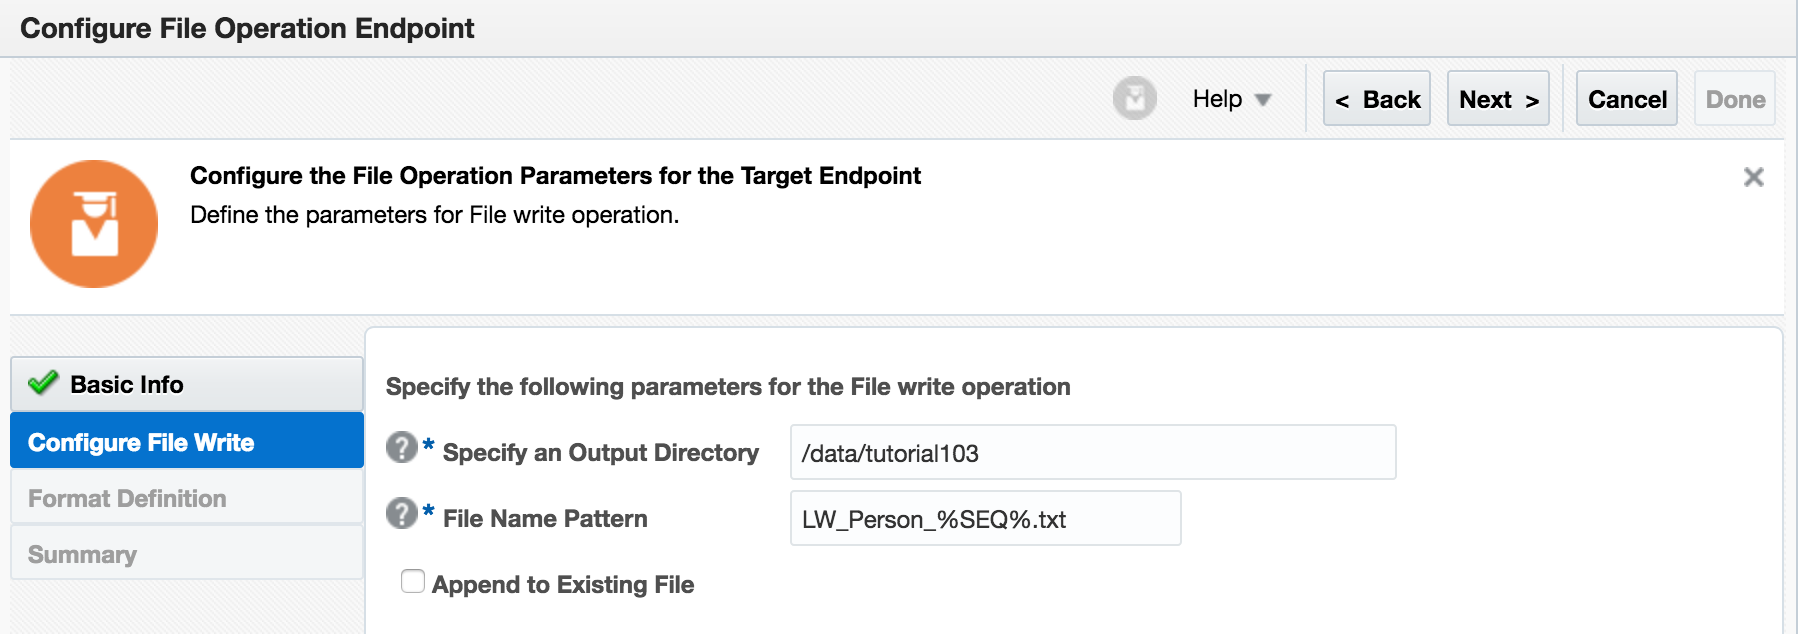 Configure File Operation Endpoint
Help
< Back
Next >
Cancel
Done
Configure the File Operation Parameters for the Target Endpoint
Define the parameters for File write operation.
Basic Info
Configure File Write
Format Definition
Summary
Specify the following parameters for the File write operation
? * Specify an Output Directory /data/tutorial103
? * File Name Pattern LW_Person_%SEQ%.txt
Append to Existing File